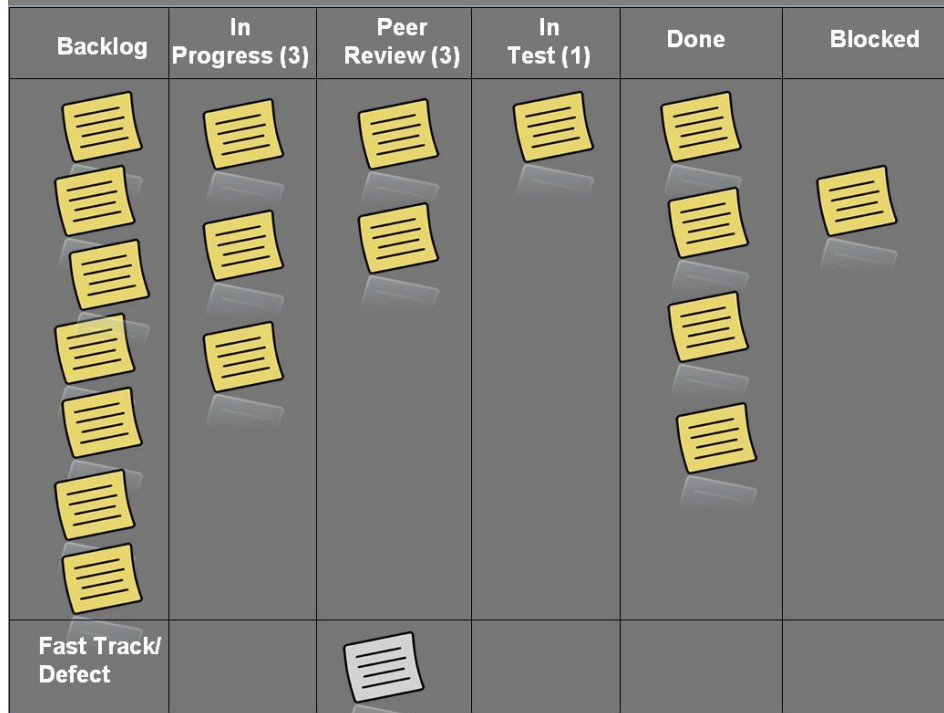 Backlog
In
Progress (3)
Peer
Review (3)
In
Test (1)
Done
Blocked
Fast Track/
Defect